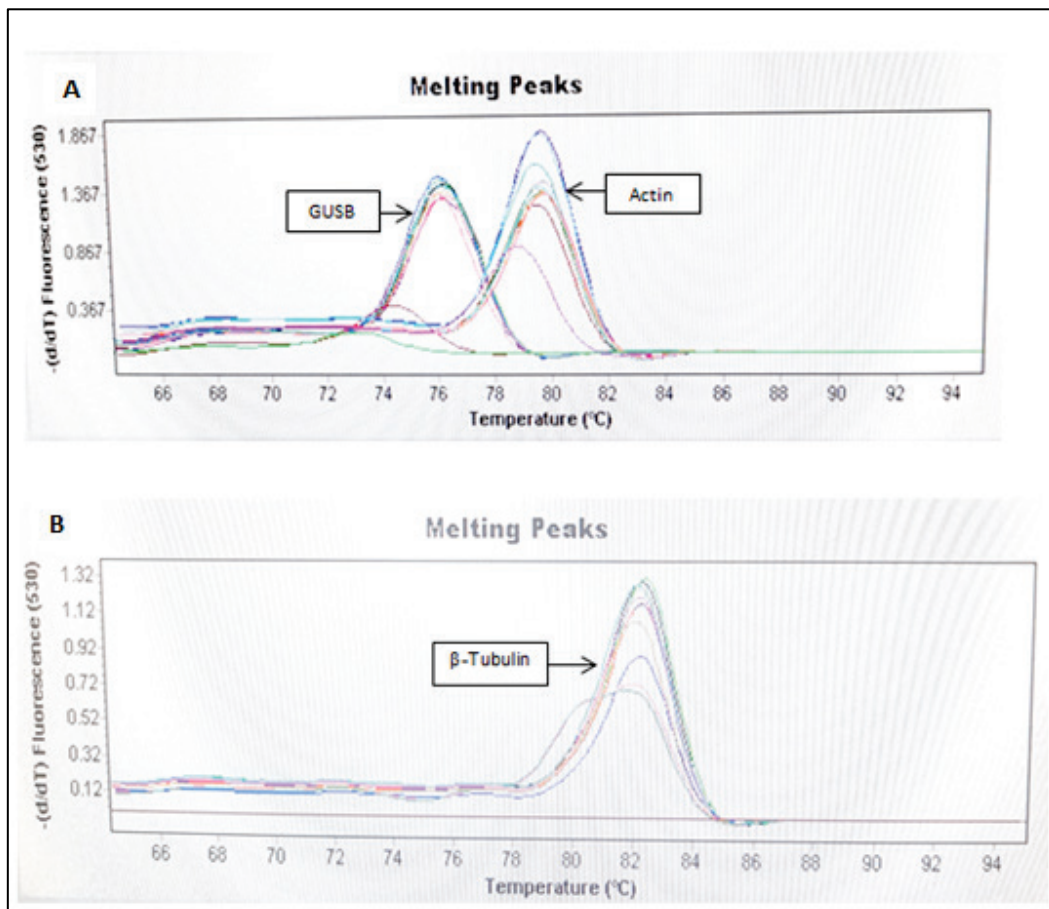 A
Melting Peaks
-(d/dT) Fluorescence (530)
1.867
1.367
0.867
0.367
GUSB
Actin
66 68 70 72 74 76 78 80 82 84 86 88 90 92 94
Temperature (°C)
B
Melting Peaks
-(d/dT) Fluorescence (530)
1.32
1.12
0.92
0.72
0.52
0.32
0.12
β-Tubulin
66 68 70 72 74 76 78 80 82 84 86 88 90 92 94
Temperature (°C)